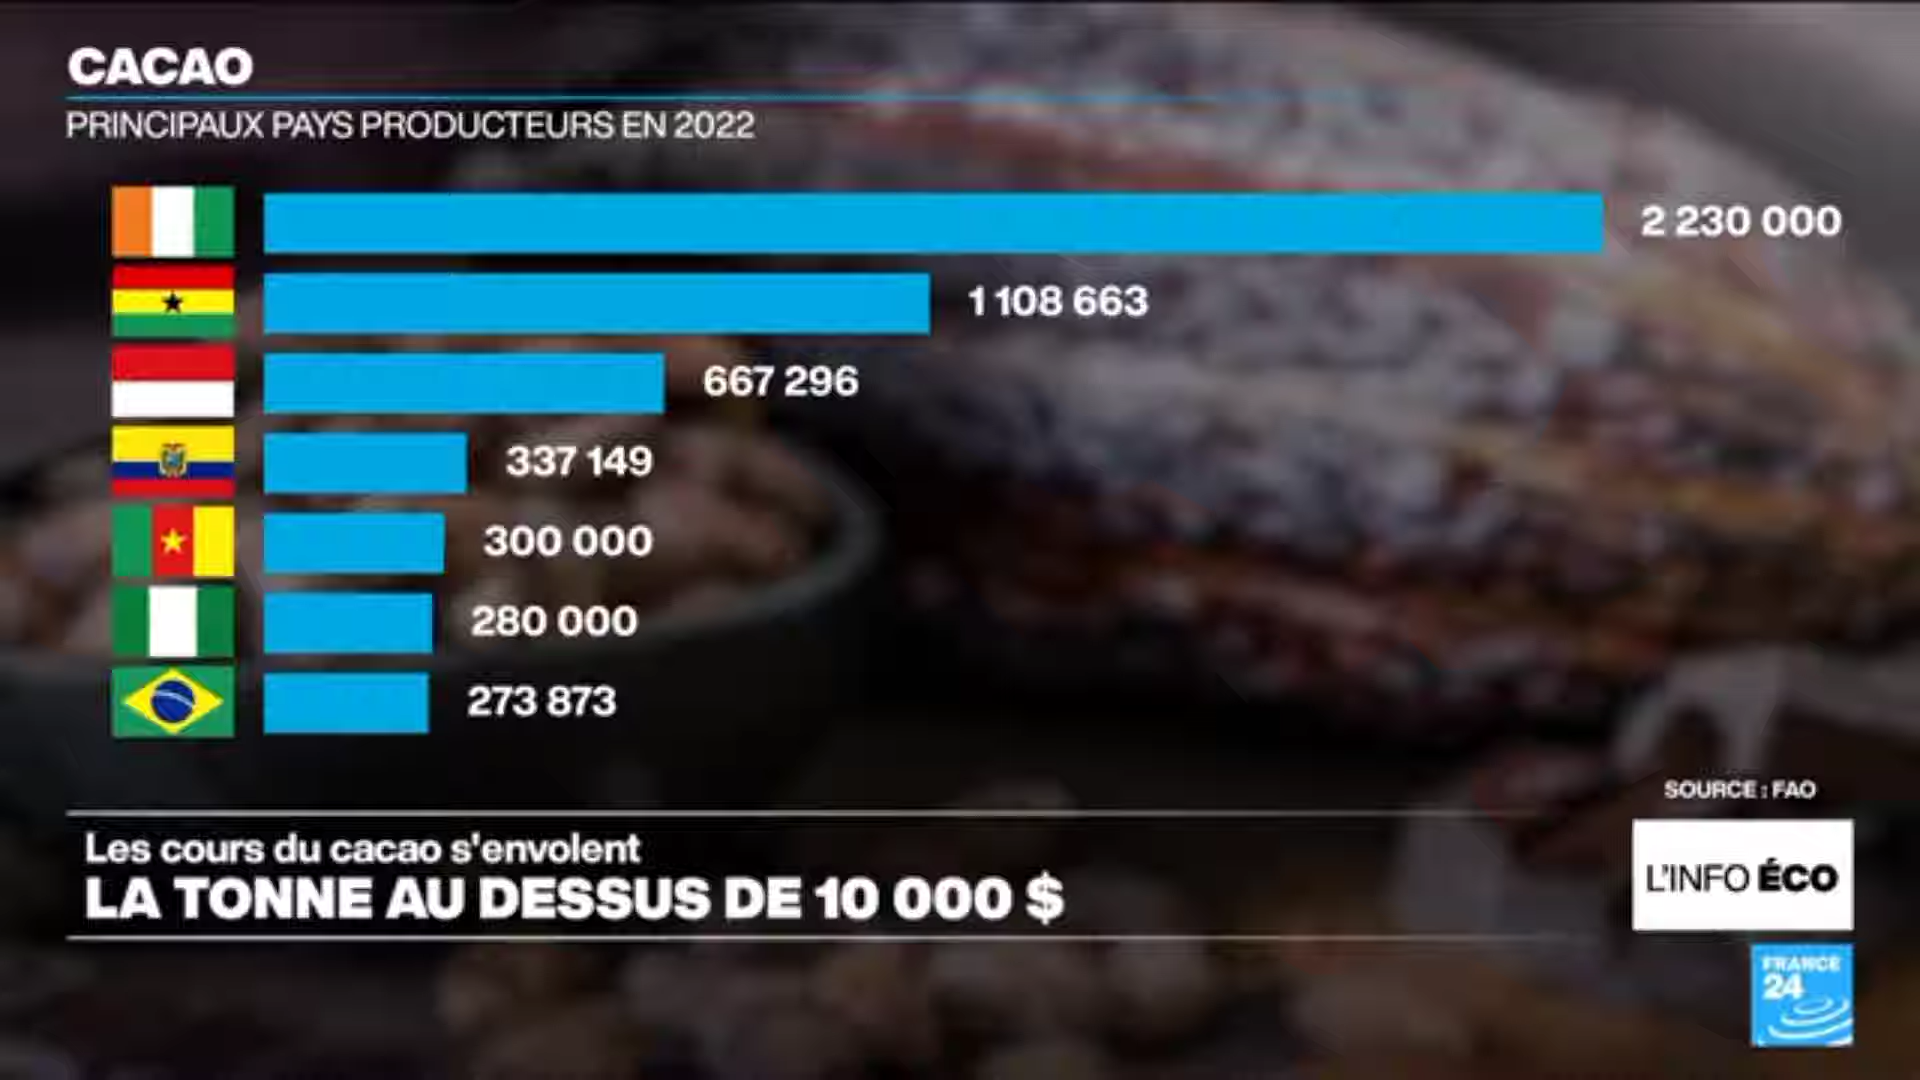 CACAO
PRINCIPAUX PAYS PRODUCTEURS EN 2022
2 230 000
1 108 663
667 296
337 149
300 000
280 000
273 873
SOURCE : FAO
Les cours du cacao s'envolent
LA TONNE AU DESSUS DE 10 000 $
L'INFO ÉCO
FRANCE
24